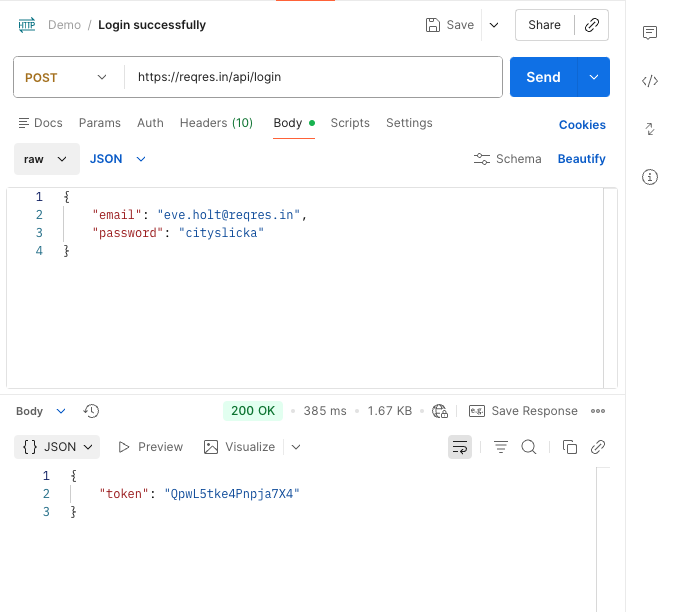 HTTP Demo / Login successfully Save Share
POST https://reqres.in/api/login Send
Docs Params Auth Headers (10) Body Scripts Settings Cookies
raw JSON Schema Beautify
1 {
2 "email": "eve.holt@reqres.in",
3 "password": "cityslicka"
4 }
Body 200 OK • 385 ms • 1.67 KB • e.g. Save Response
{} JSON Preview Visualize
1 {
2 "token": "QpwL5tke4Pnpja7X4"
3 }